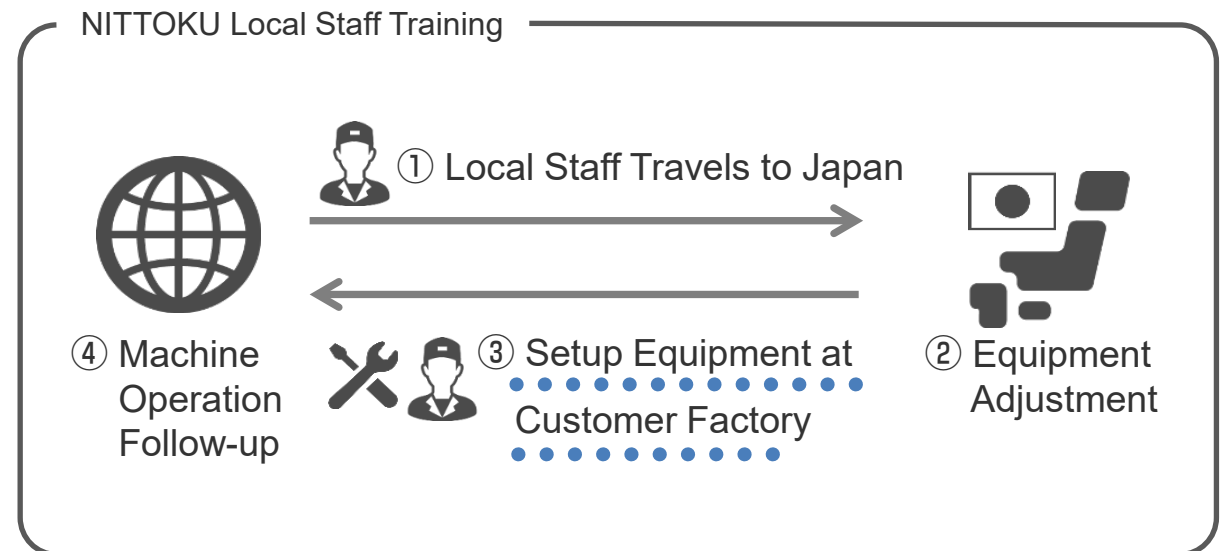 NITTOKU Local Staff Training
① Local Staff Travels to Japan
② Equipment
Adjustment
③ Setup Equipment at
Customer Factory
④ Machine
Operation
Follow-up